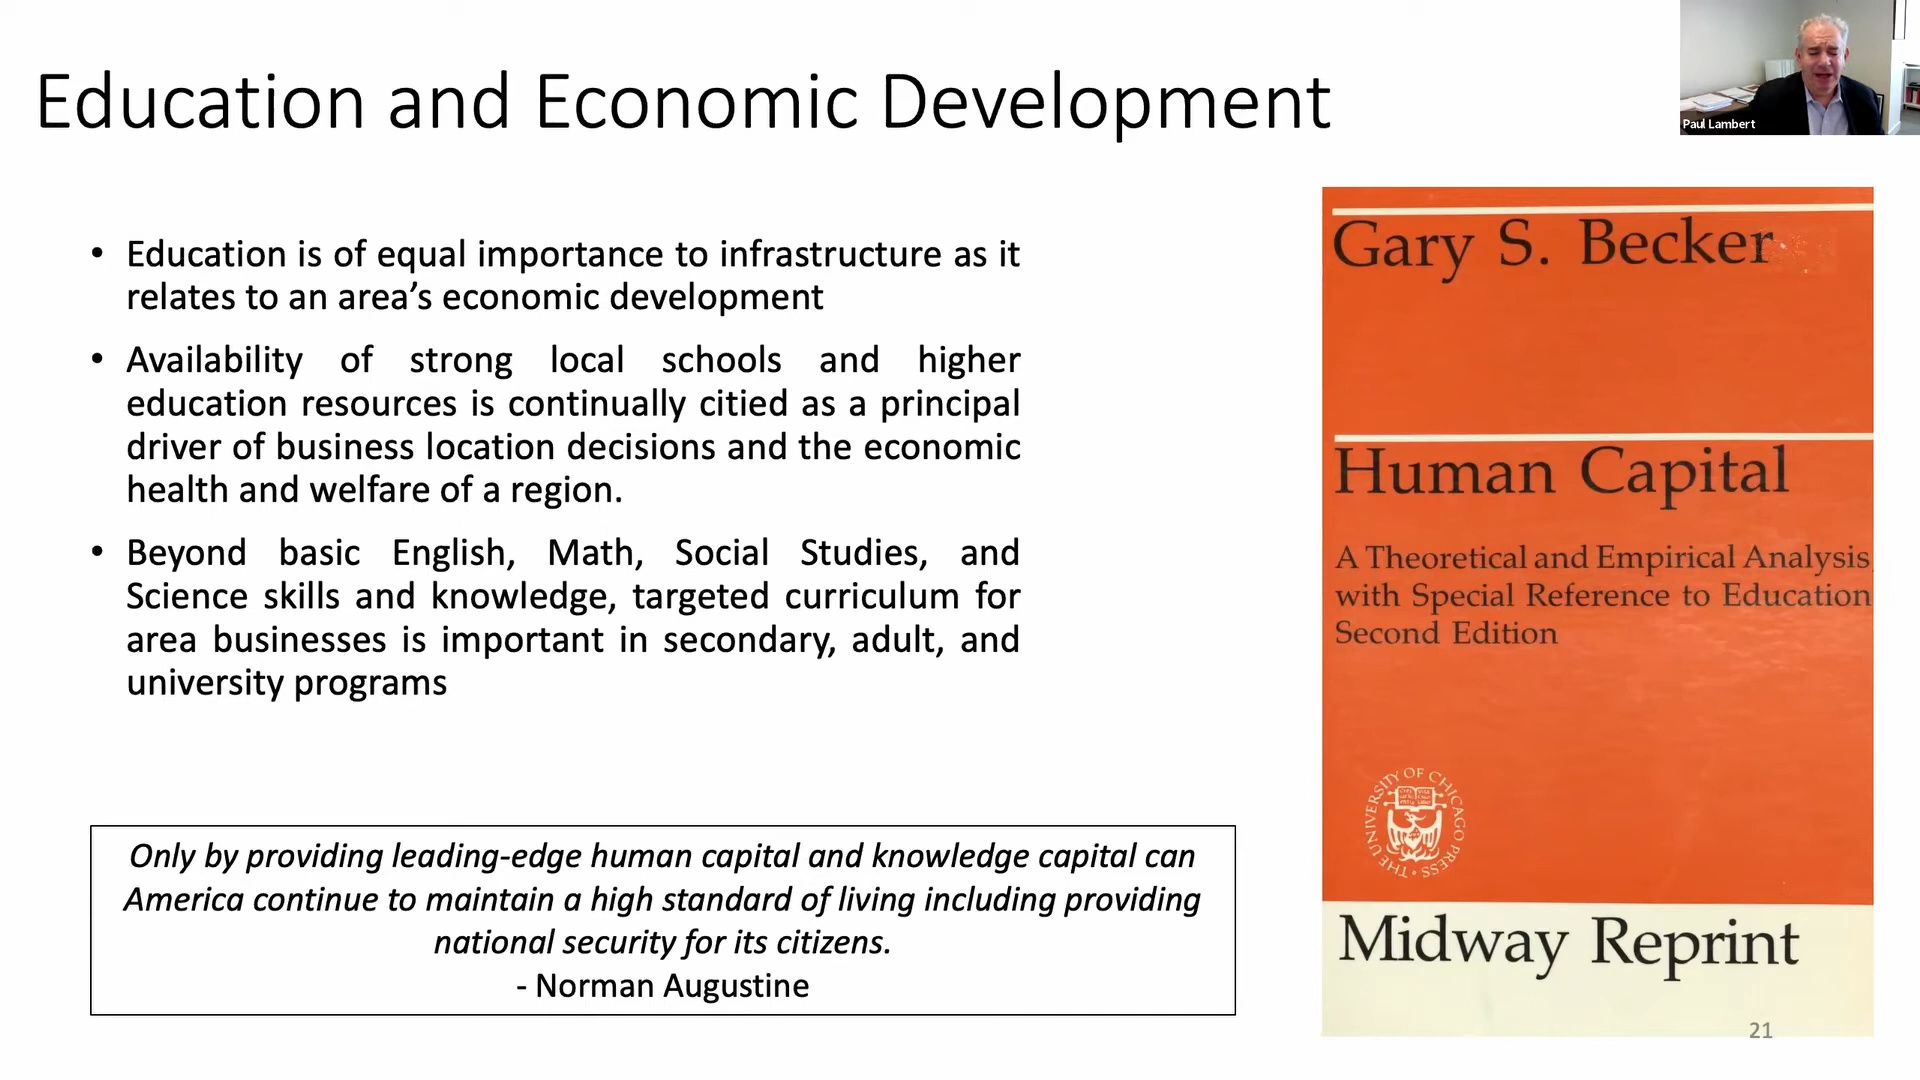 Education and Economic Development
Paul Lambert
• Education is of equal importance to infrastructure as it
relates to an area’s economic development
• Availability of strong local schools and higher
education resources is continually citied as a principal
driver of business location decisions and the economic
health and welfare of a region.
• Beyond basic English, Math, Social Studies, and
Science skills and knowledge, targeted curriculum for
area businesses is important in secondary, adult, and
university programs
Only by providing leading-edge human capital and knowledge capital can
America continue to maintain a high standard of living including providing
national security for its citizens.
- Norman Augustine
Gary S. Becker
Human Capital
A Theoretical and Empirical Analysis
with Special Reference to Education
Second Edition
THE UNIVERSITY OF CHICAGO PRESS
Midway Reprint
21